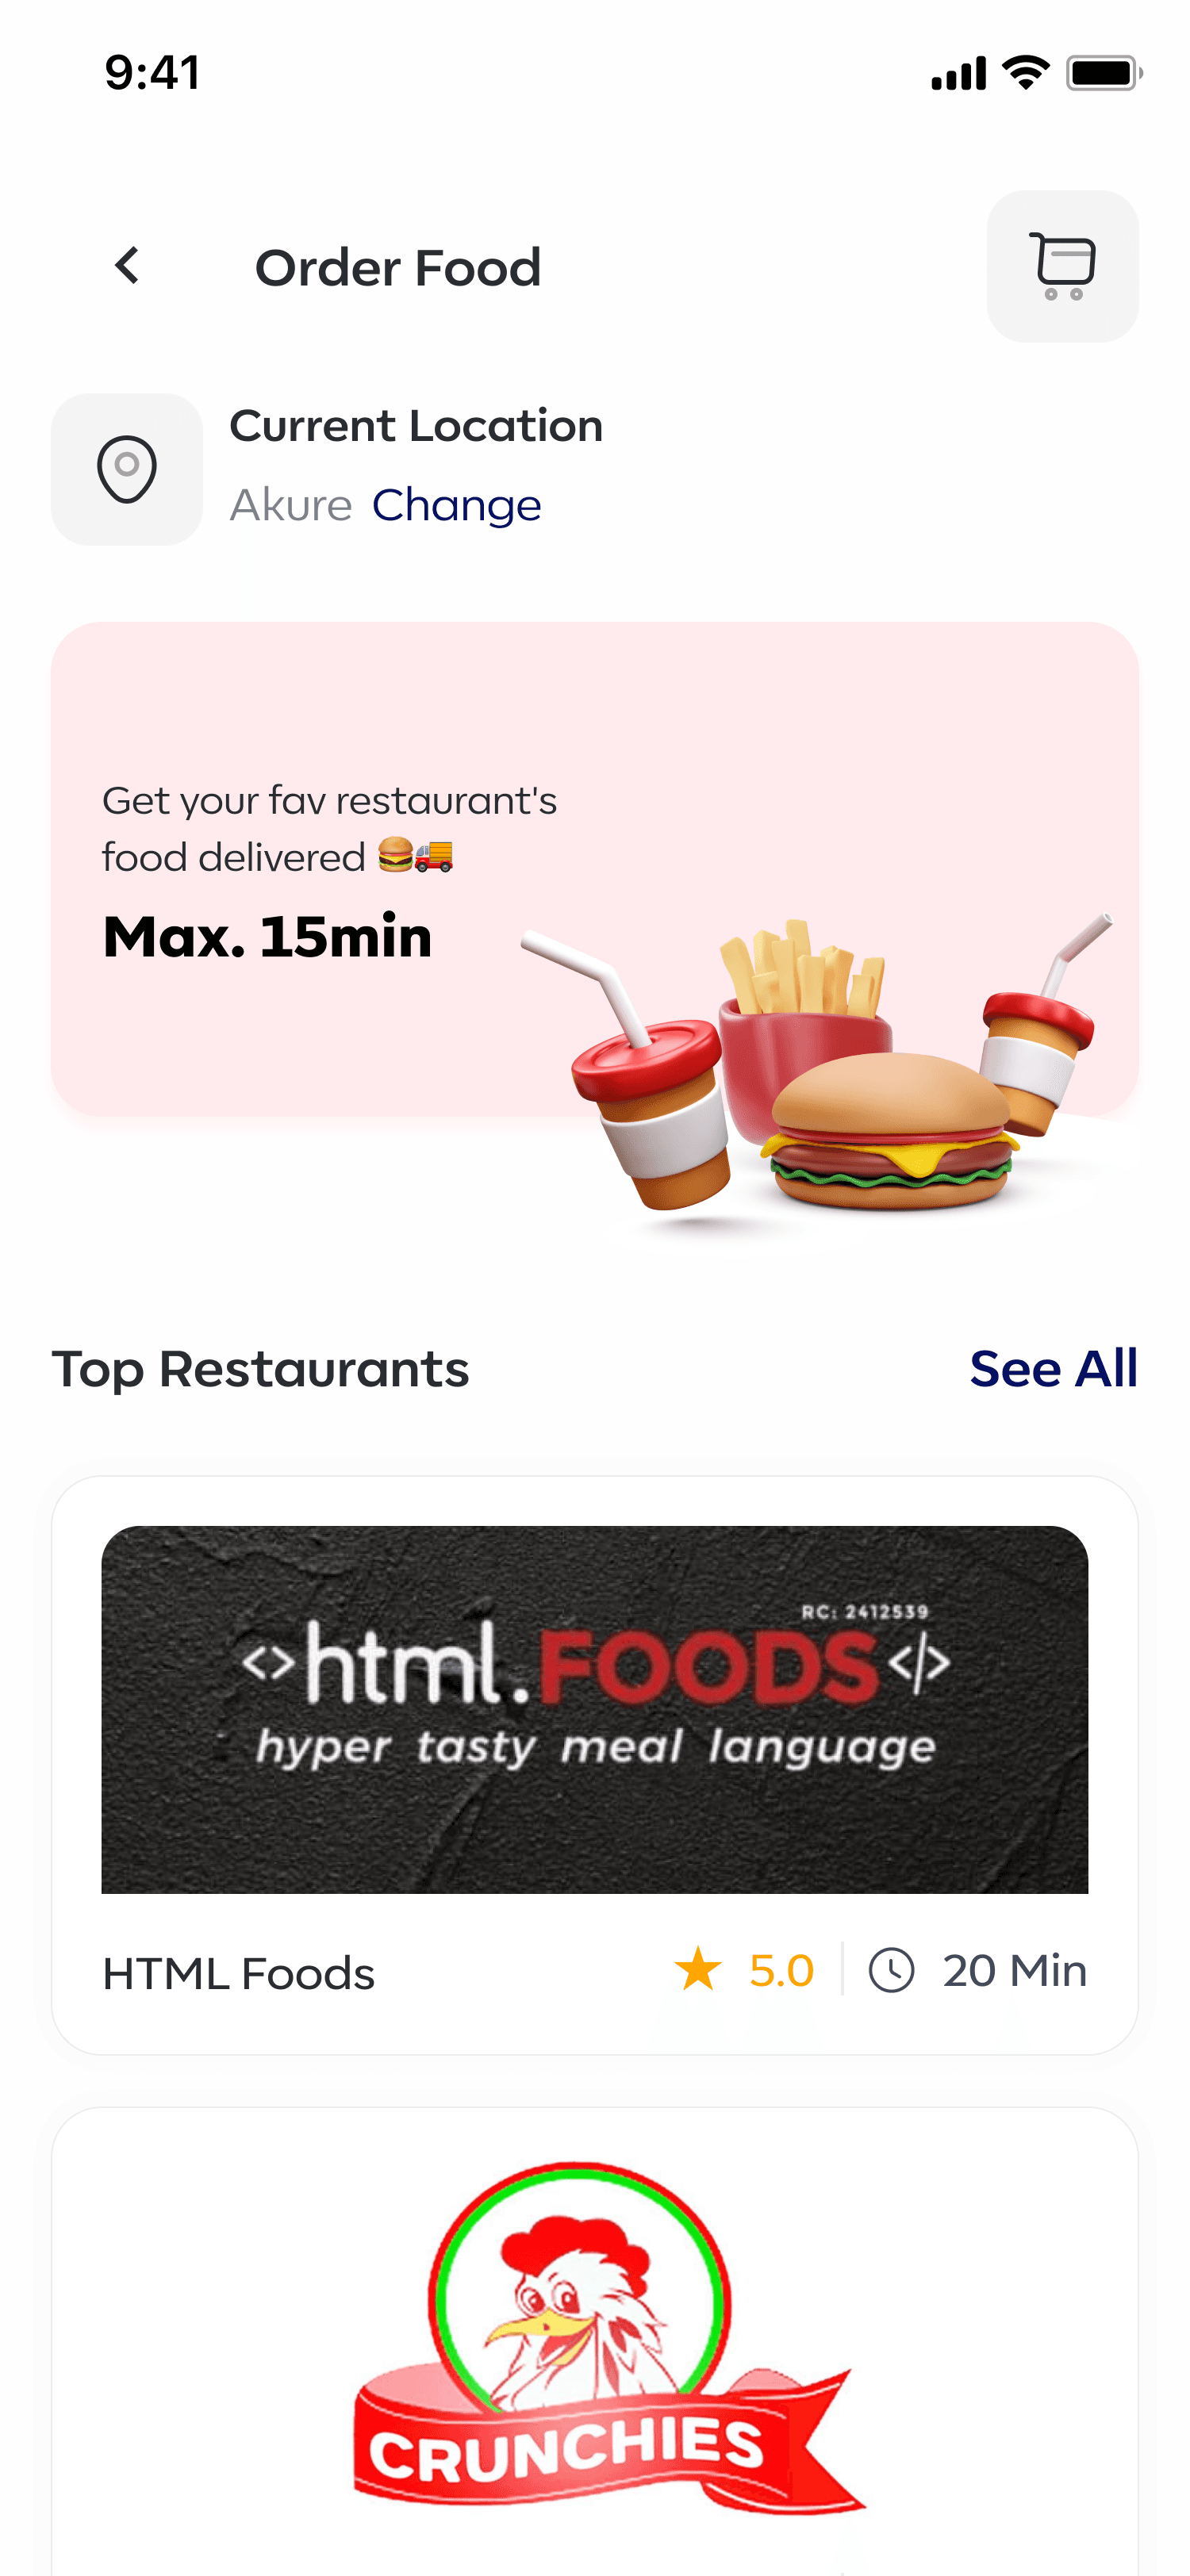 9:41
Order Food
Current Location
Akure Change
Get your fav restaurant's
food delivered 🍔🚚
Max. 15min
Top Restaurants
See All
RC: 2412539
<>html.FOODS</>
hyper tasty meal language
HTML Foods
5.0
20 Min
CRUNCHIES